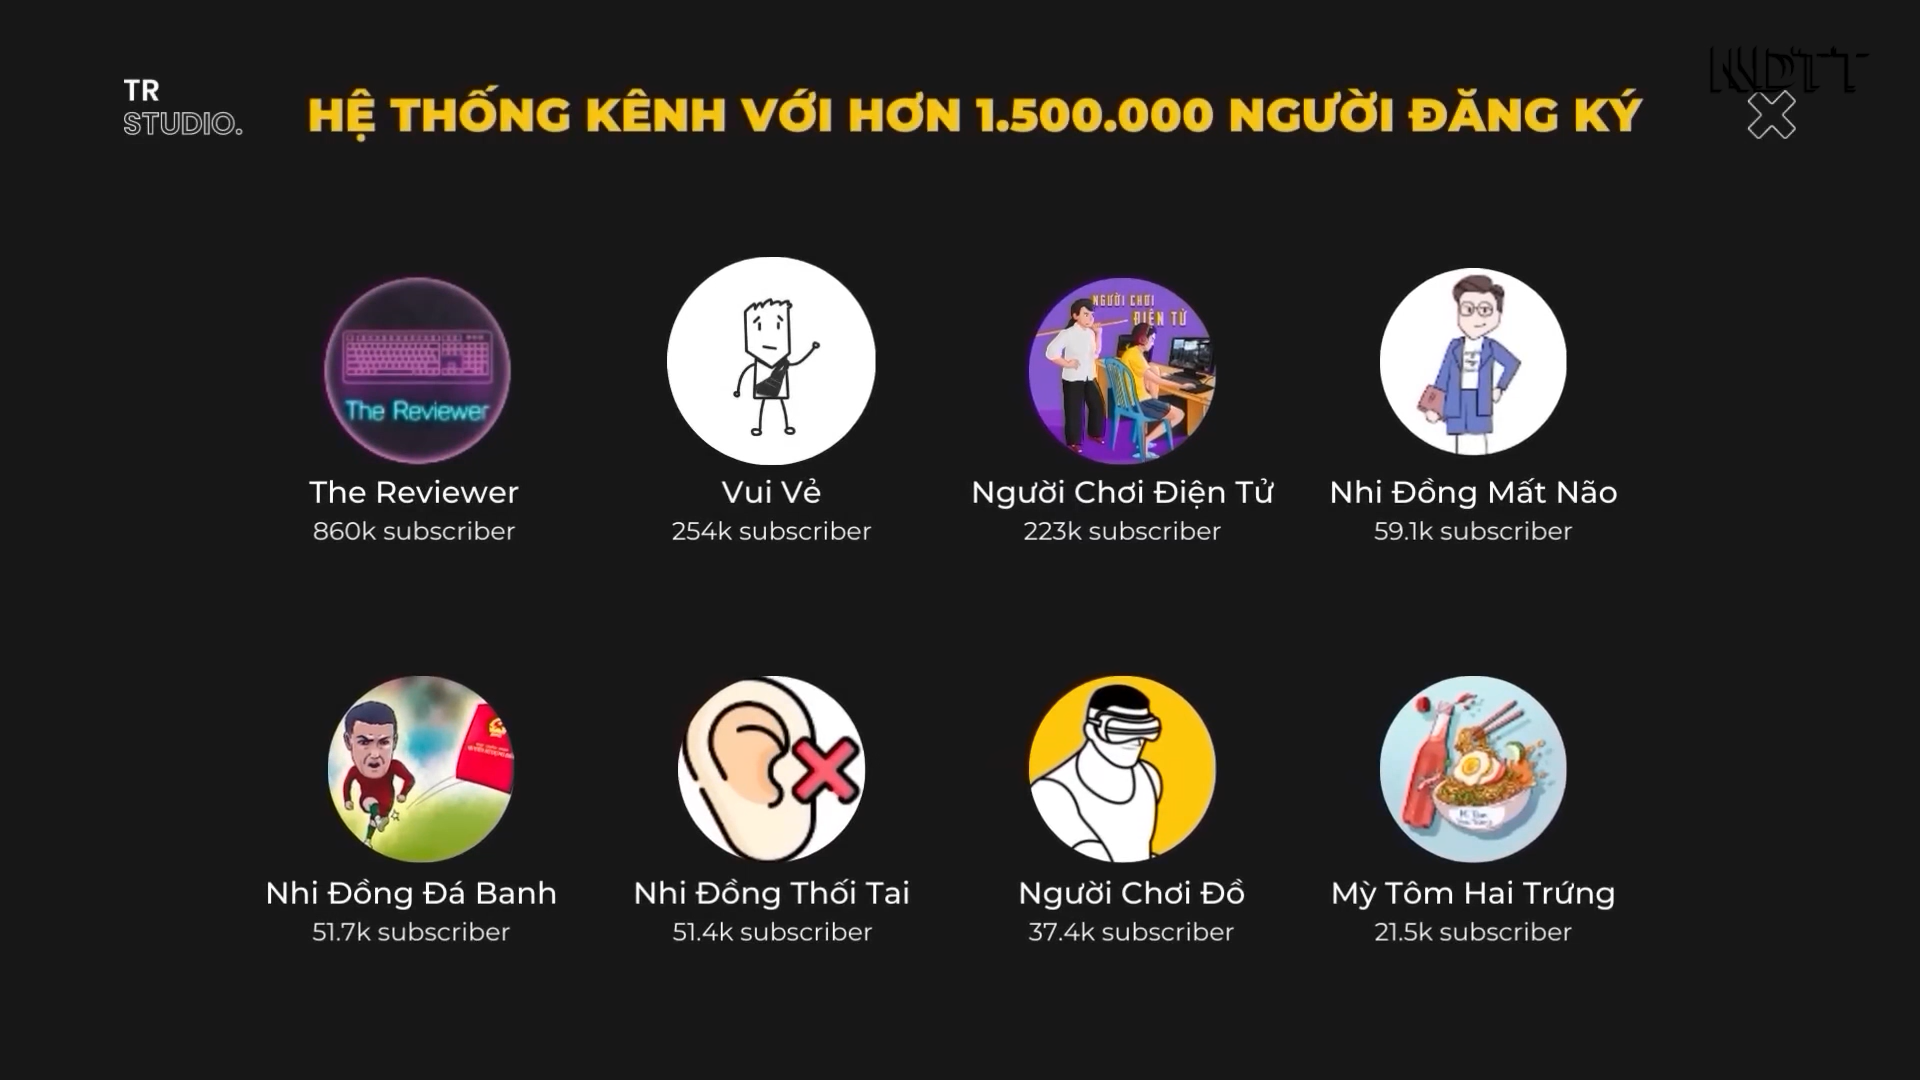 TR
STUDIO.
HỆ THỐNG KÊNH VỚI HƠN 1.500.000 NGƯỜI ĐĂNG KÝ
NDTT
The Reviewer
NGƯỜI CHƠI
ĐIỆN TỬ
The Reviewer
860k subscriber
Vui Vẻ
254k subscriber
Người Chơi Điện Tử
223k subscriber
Nhi Đồng Mất Não
59.1k subscriber
Nhi Đồng Đá Banh
51.7k subscriber
Nhi Đồng Thối Tai
51.4k subscriber
Người Chơi Đồ
37.4k subscriber
Mỳ Tôm Hai Trứng
21.5k subscriber